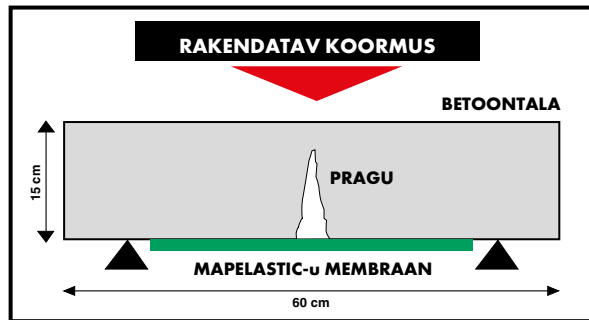 RAKENDATAV KOORMUS
BETOONTALA
15 cm
PRAGU
MAPELASTIC-u MEMBRAAN
60 cm